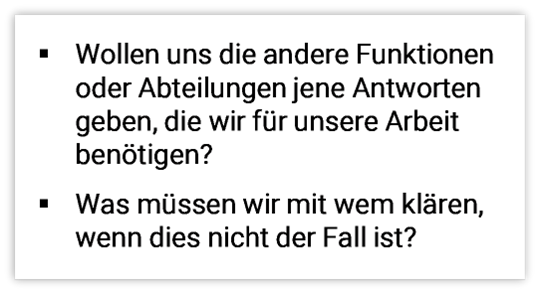 ▪ Wollen uns die andere Funktionen
oder Abteilungen jene Antworten
geben, die wir für unsere Arbeit
benötigen?
▪ Was müssen wir mit wem klären,
wenn dies nicht der Fall ist?